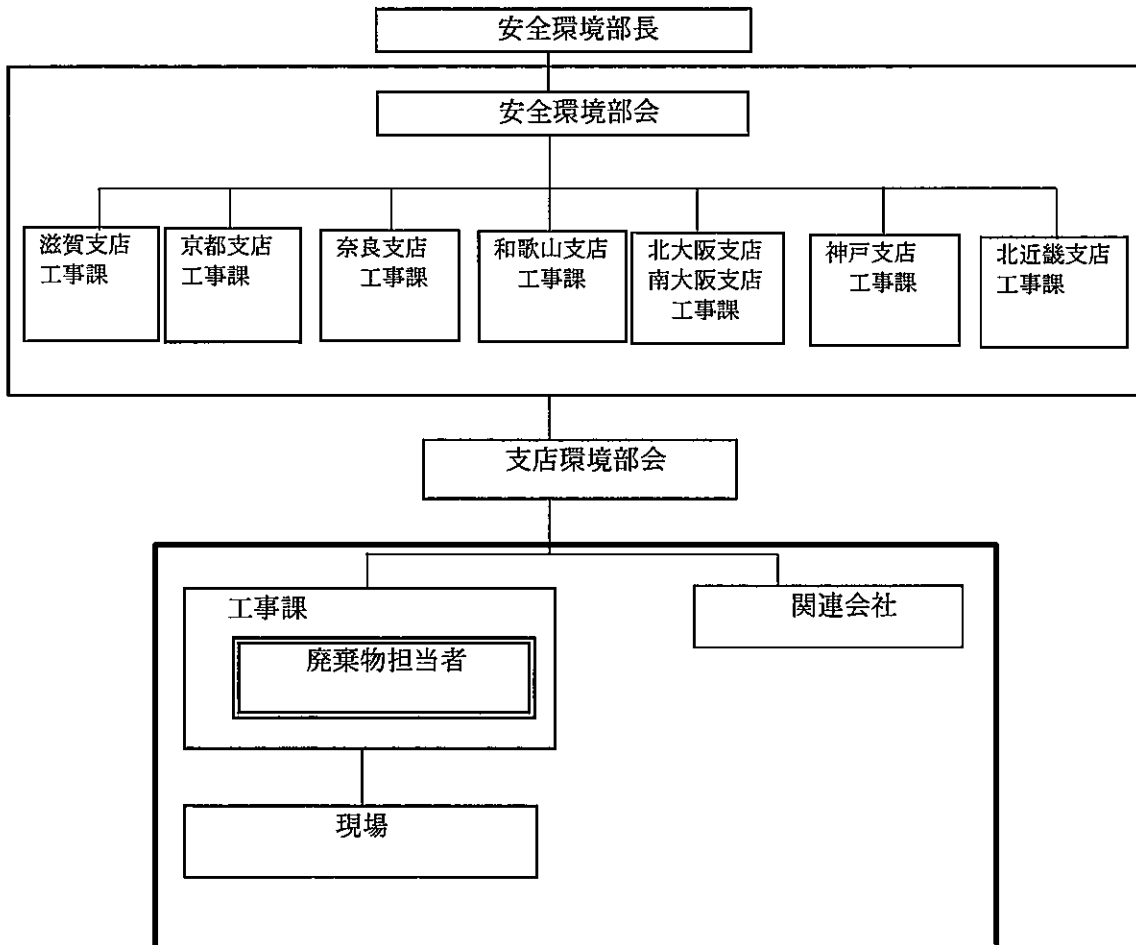 安全環境部長
安全環境部会
滋賀支店
工事課
京都支店
工事課
奈良支店
工事課
和歌山支店
工事課
北大阪支店
南大阪支店
工事課
神戸支店
工事課
北近畿支店
工事課
支店環境部会
工事課
廃棄物担当者
関連会社
現場